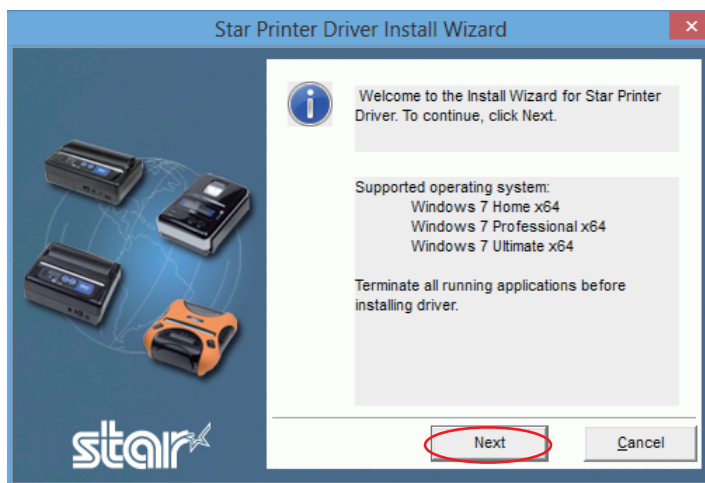 Star Printer Driver Install Wizard
Welcome to the Install Wizard for Star Printer
Driver. To continue, click Next.
Supported operating system:
Windows 7 Home x64
Windows 7 Professional x64
Windows 7 Ultimate x64
Terminate all running applications before
installing driver.
star
Next
Cancel